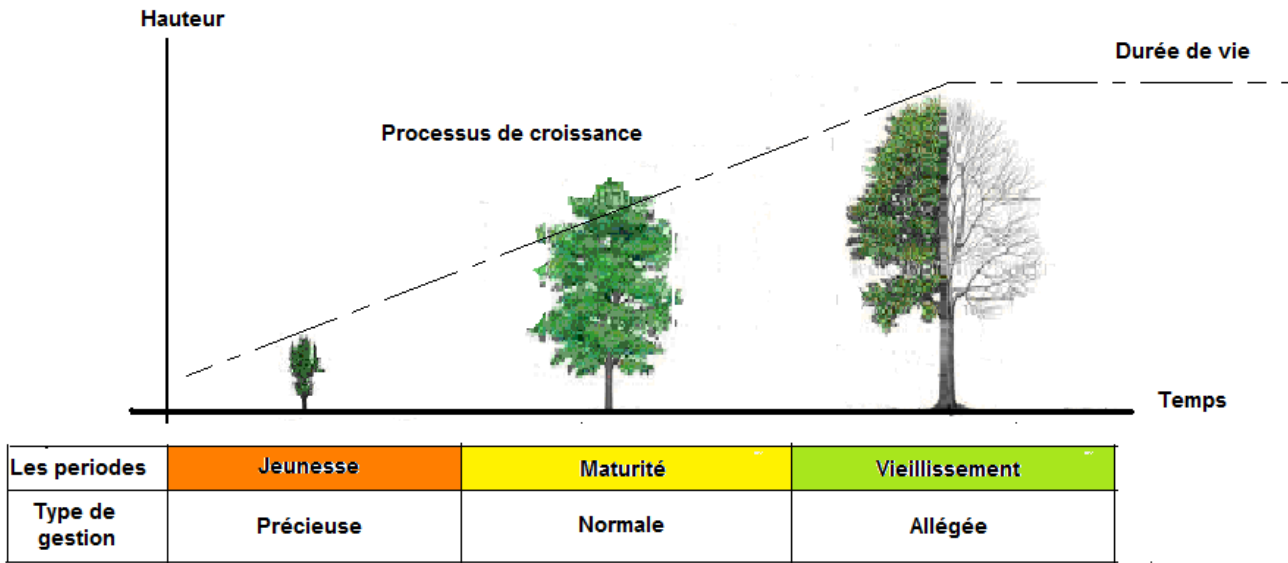 Hauteur
Durée de vie
Processus de croissance
Temps
Les periodes
Jeunesse
Maturité
Vieillissement
Type de
gestion
Précieuse
Normale
Allégée